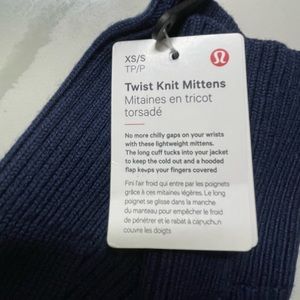 XS/S
TP/P
Twist Knit Mittens
Mitaines en tricot
torsadé
No more chilly gaps on your wrists
with these lightweight mittens.
The long cuff tucks into your jacket
to keep the cold out and a hooded
flap keeps your fingers covered
Fini l'air froid qui entre par les poignets
grâce à ces mitaines légères. Le long
poignet se glisse dans la manche
du manteau pour empêcher le froid
de pénétrer et le rabat à capuchon
couvre les doigts